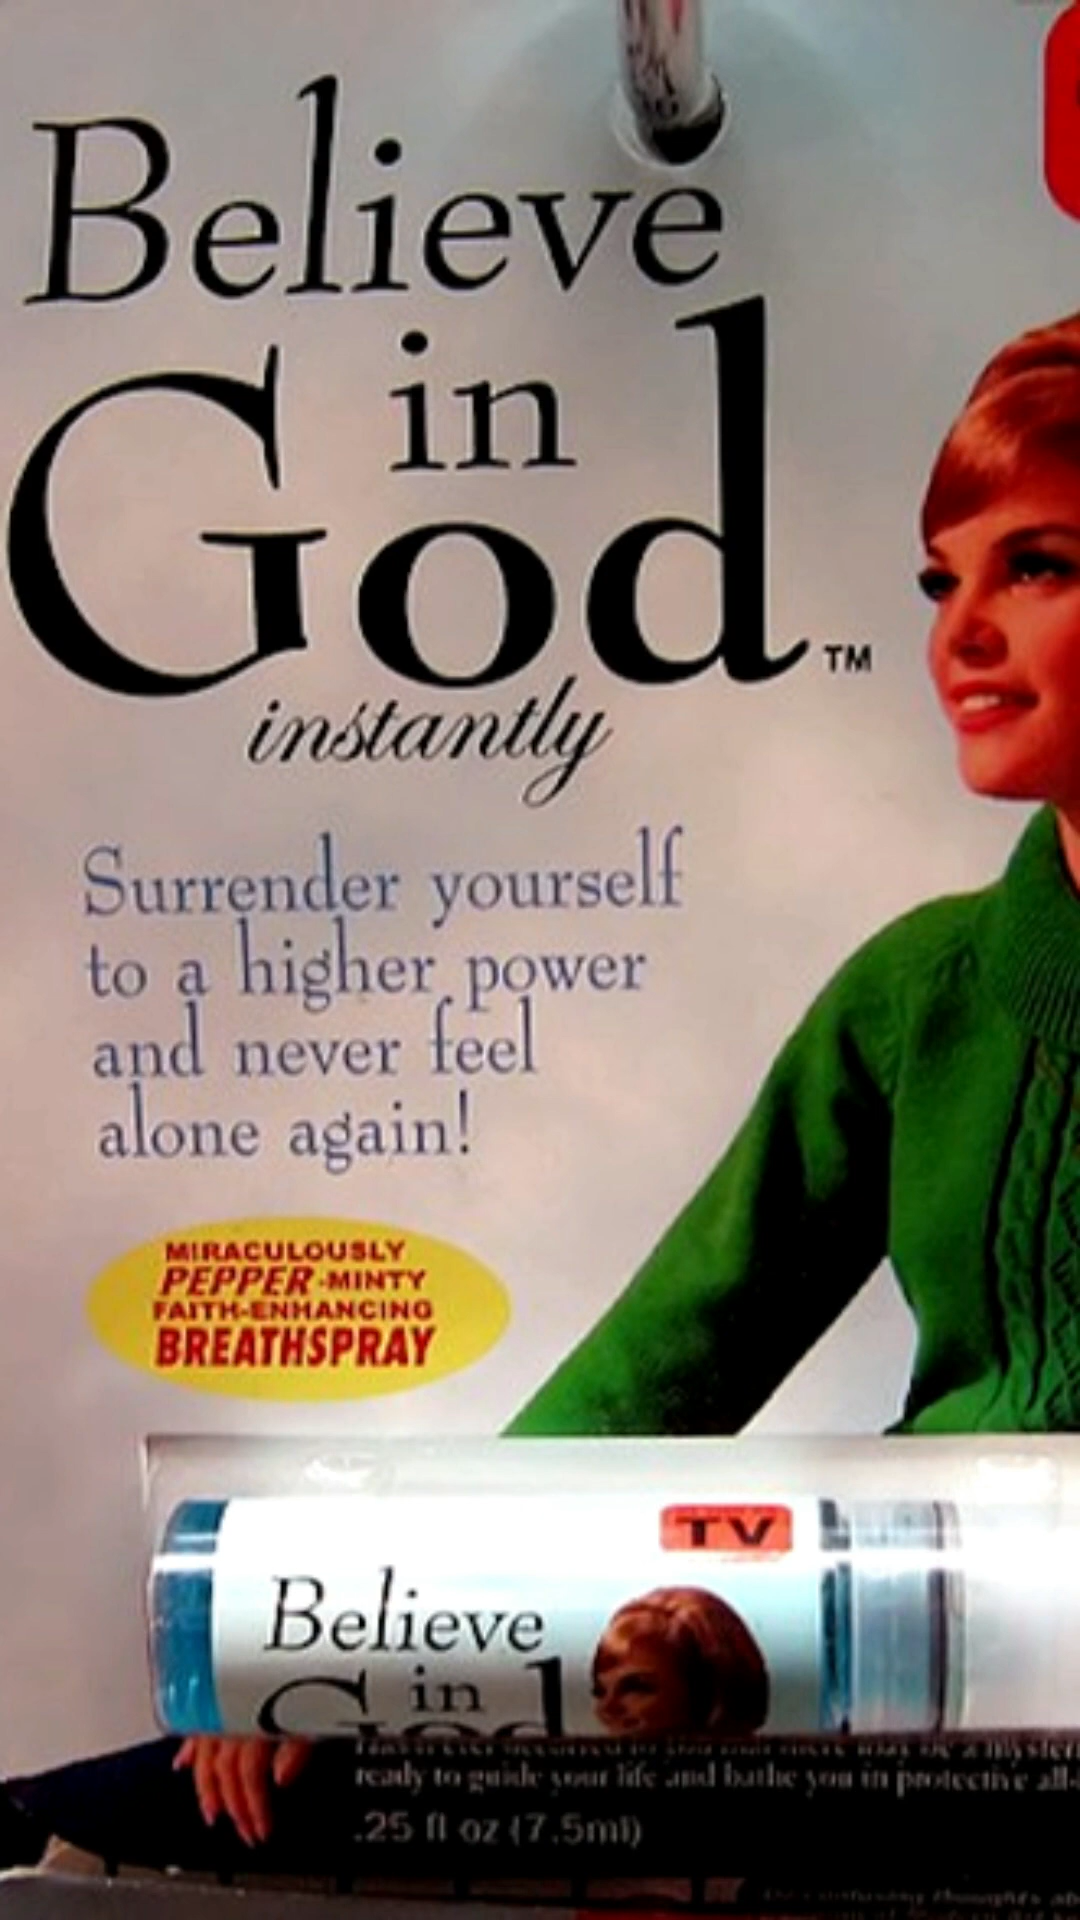 Believe
in
God™
instantly
Surrender yourself
to a higher power
and never feel
alone again!
MIRACULOUSLY
PEPPER-MINTY
FAITH-ENHANCING
BREATHSPRAY
TV
Believe
in
God
ready to guide your life and bathe you in protective all-
.25 fl oz (7.5ml)